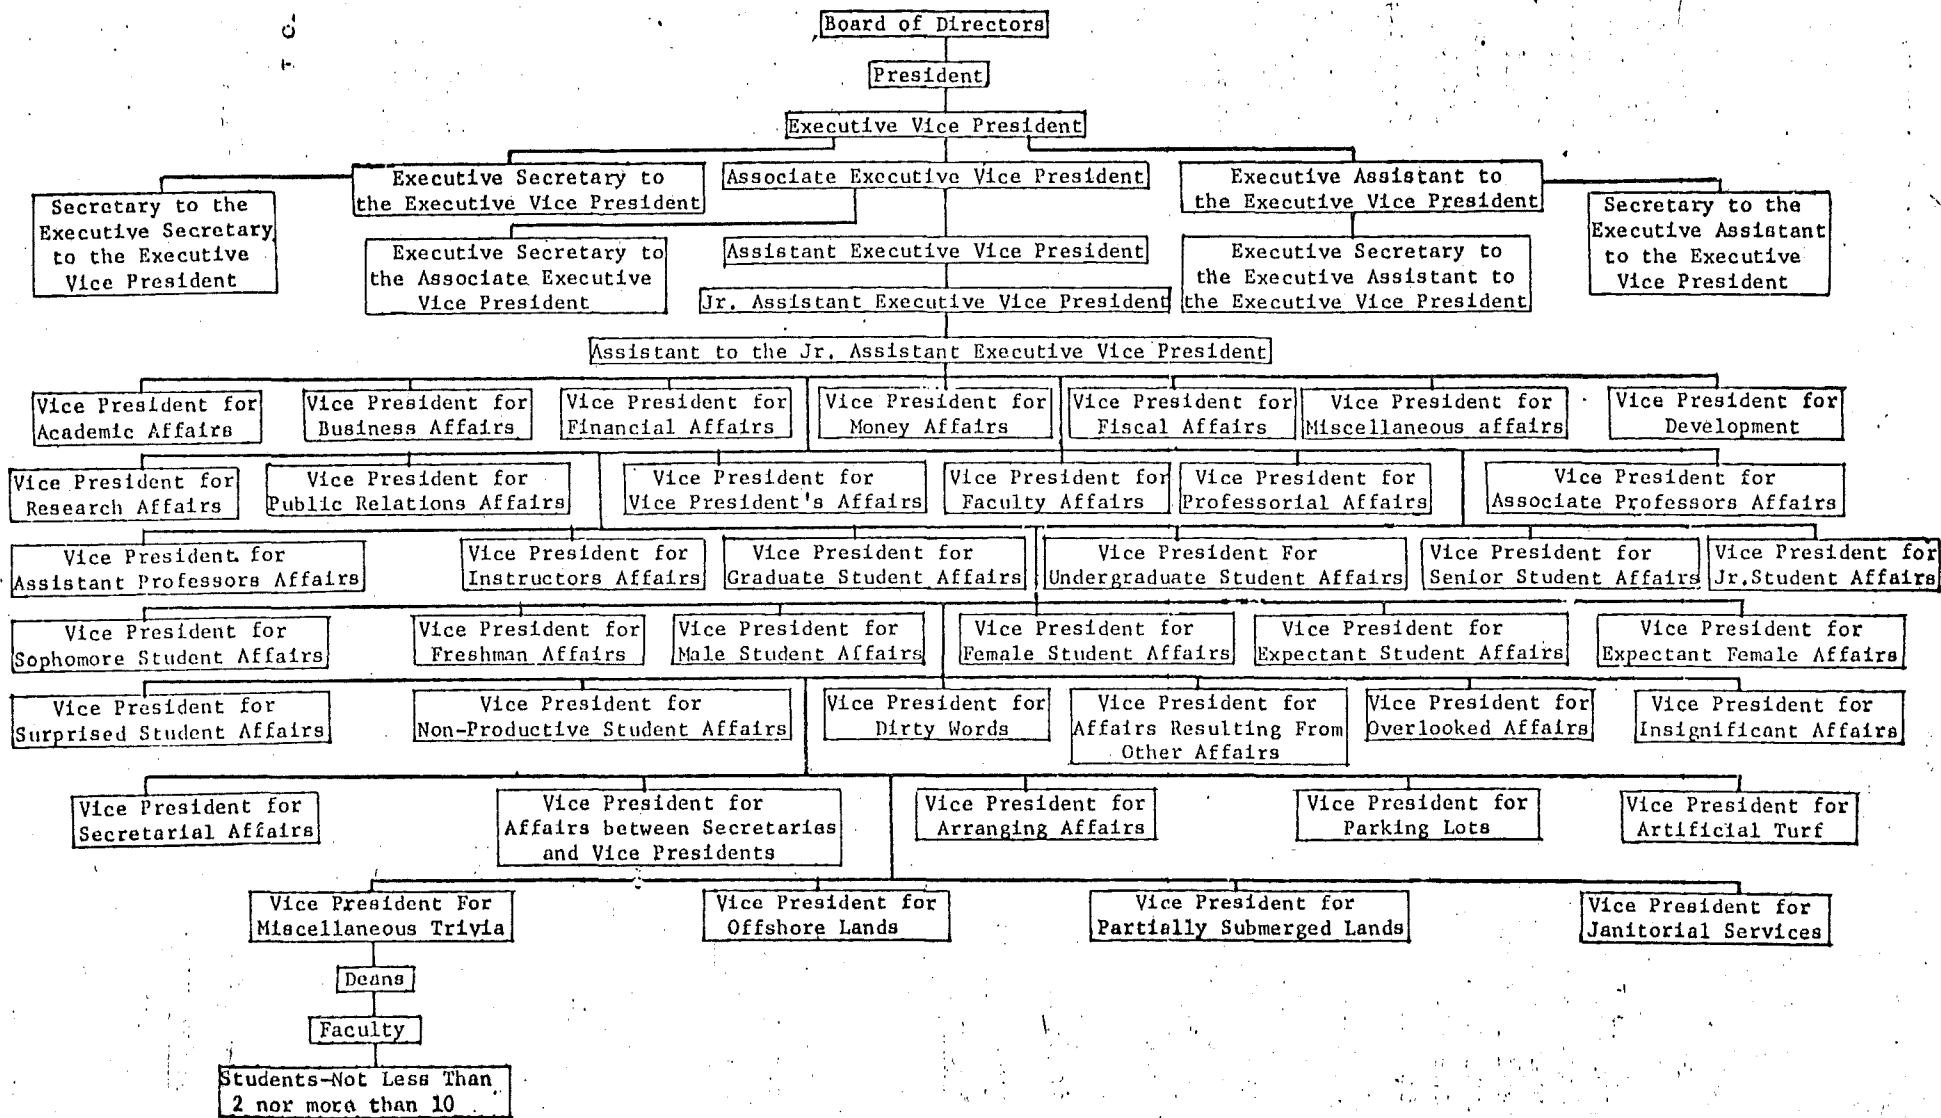 Board of Directors
President
Executive Vice President
Executive Secretary to
the Executive Vice President
Associate Executive Vice President
Executive Assistant to
the Executive Vice President
Secretary to the
Executive Secretary
to the Executive
Vice President
Secretary to the
Executive Assistant
to the Executive
Vice President
Executive Secretary to
the Associate Executive
Vice President
Assistant Executive Vice President
Executive Secretary to
the Executive Assistant to
the Executive Vice President
Jr. Assistant Executive Vice President
Assistant to the Jr. Assistant Executive Vice President
Vice President for
Academic Affairs
Vice President for
Business Affairs
Vice President for
Financial Affairs
Vice President for
Money Affairs
Vice President for
Fiscal Affairs
Vice President for
Miscellaneous affairs
Vice President for
Development
Vice President for
Research Affairs
Vice President for
Public Relations Affairs
Vice President for
Vice President's Affairs
Vice President for
Faculty Affairs
Vice President for
Professorial Affairs
Vice President for
Associate Professors Affairs
Vice President for
Assistant Professors Affairs
Vice President for
Instructors Affairs
Vice President for
Graduate Student Affairs
Vice President For
Undergraduate Student Affairs
Vice President for
Senior Student Affairs
Vice President for
Jr.Student Affairs
Vice President for
Sophomore Student Affairs
Vice President for
Freshman Affairs
Vice President for
Male Student Affairs
Vice President for
Female Student Affairs
Vice President for
Expectant Student Affairs
Vice President for
Expectant Female Affairs
Vice President for
Surprised Student Affairs
Vice President for
Non-Productive Student Affairs
Vice President for
Dirty Words
Vice President for
Affairs Resulting From
Other Affairs
Vice President for
Overlooked Affairs
Vice President for
Insignificant Affairs
Vice President for
Secretarial Affairs
Vice President for
Affairs between Secretarias
and Vice Presidents
Vice President for
Arranging Affairs
Vice President for
Parking Lots
Vice President for
Artificial Turf
Vice President For
Miscellaneous Trivia
Vice President for
Offshore Lands
Vice President for
Partially Submerged Lands
Vice President for
Janitorial Services
Deans
Faculty
Students-Not Less Than
2 nor more than 10